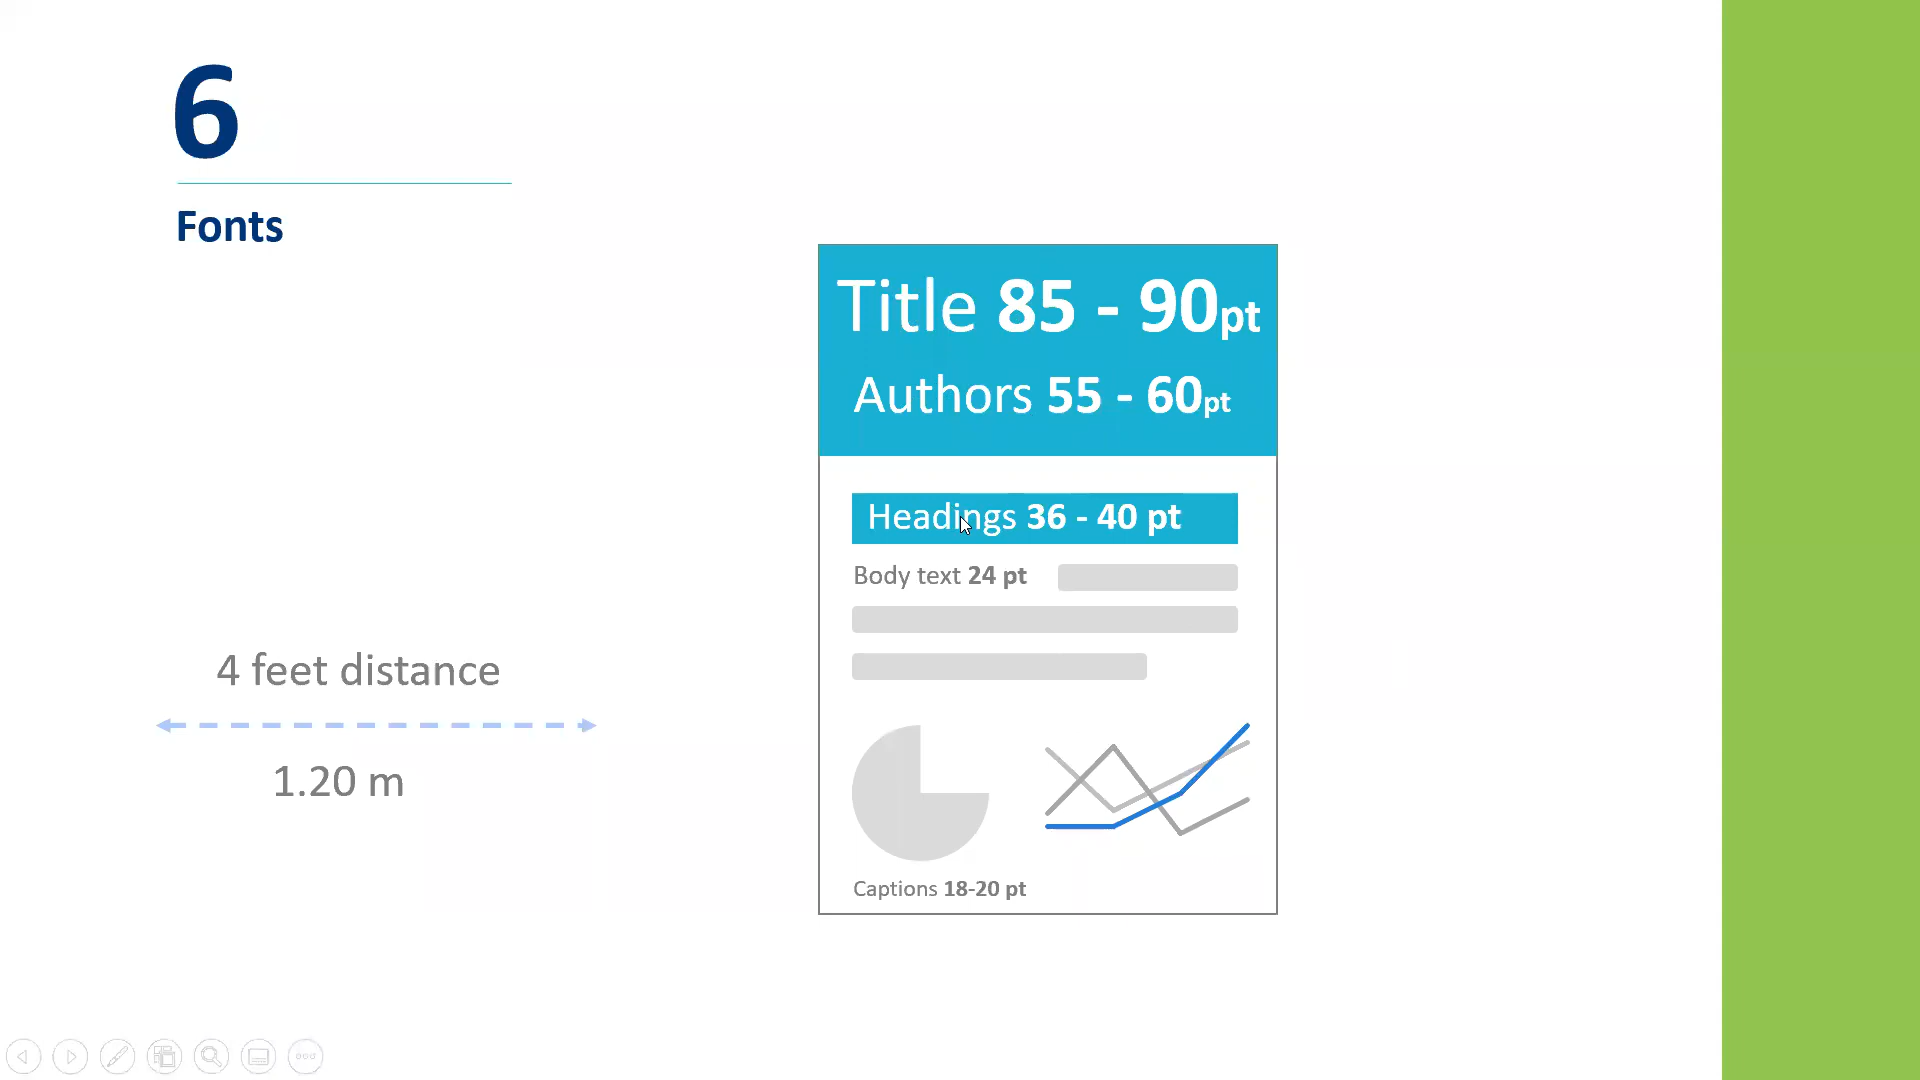 6
Fonts
Title 85 - 90pt
Authors 55 - 60pt
Headings 36 - 40 pt
Body text 24 pt
4 feet distance
1.20 m
Captions 18-20 pt